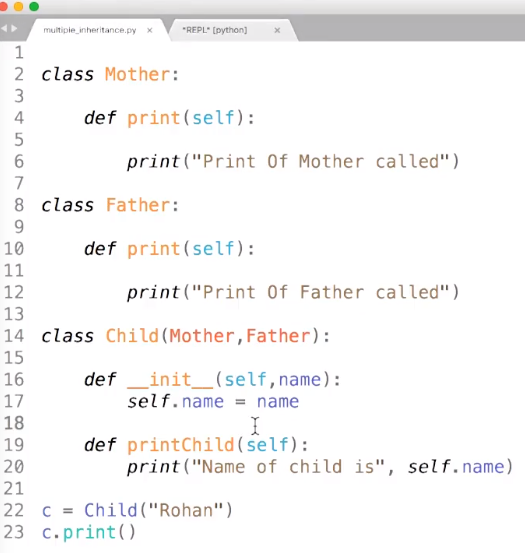 multiple_inheritance.py × *REPL* [python] ×
1
2 class Mother:
3
4     def print(self):
5
6         print("Print Of Mother called")
7
8 class Father:
9
10     def print(self):
11
12         print("Print Of Father called")
13
14 class Child(Mother,Father):
15
16     def __init__(self,name):
17         self.name = name
18
19     def printChild(self):
20         print("Name of child is", self.name)
21
22 c = Child("Rohan")
23 c.print()